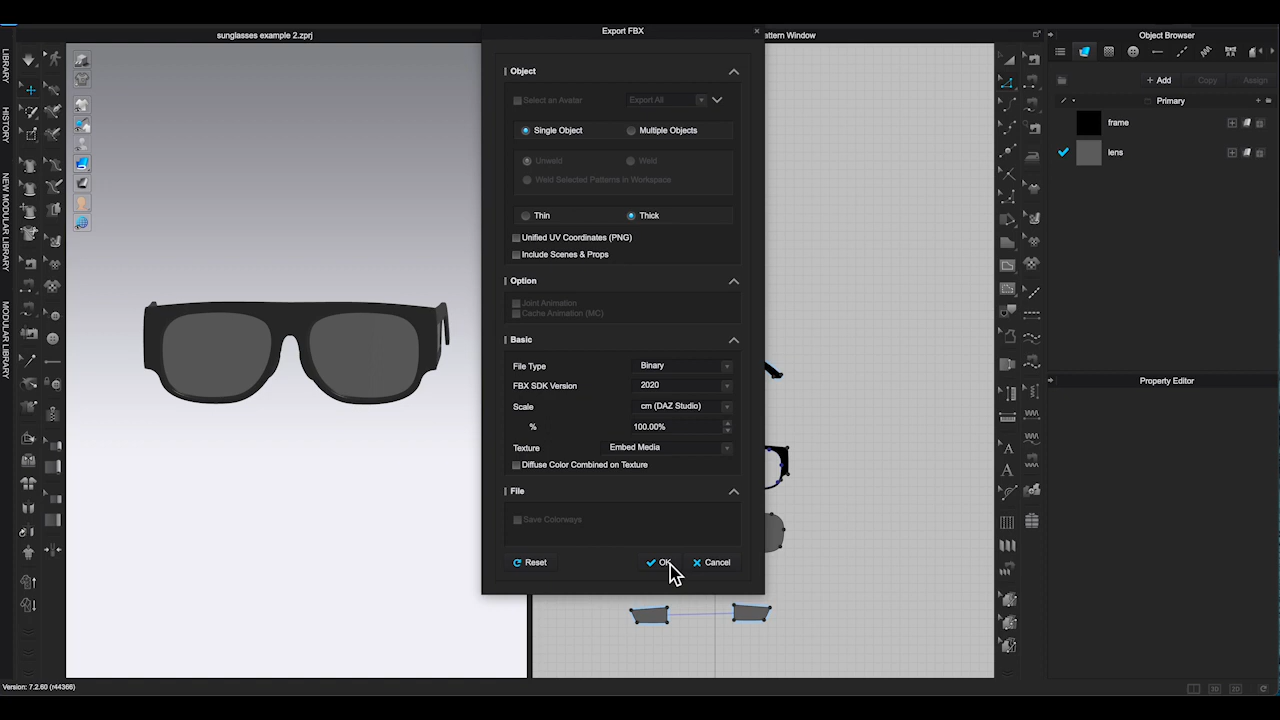 sunglasses example 2.zprj
Export FBX
attern Window
Object Browser
LIBRARY
HISTORY
NEW MODULAR LIBRARY
MODULAR LIBRARY
Object
Select an Avatar
Export All
Single Object
Multiple Objects
Unweld
Weld
Weld Selected Patterns in Workspace
Thin
Thick
Unified UV Coordinates (PNG)
Include Scenes & Props
Option
Joint Animation
Cache Animation (MC)
Basic
File Type
Binary
FBX SDK Version
2020
Scale
cm (DAZ Studio)
%
100.00%
Texture
Embed Media
Diffuse Color Combined on Texture
File
Save Colorways
Reset
OK
Cancel
A
A
+ Add
Copy
Assign
Primary
frame
lens
Property Editor
Version: 7.2.60 (r44366)
3D
2D